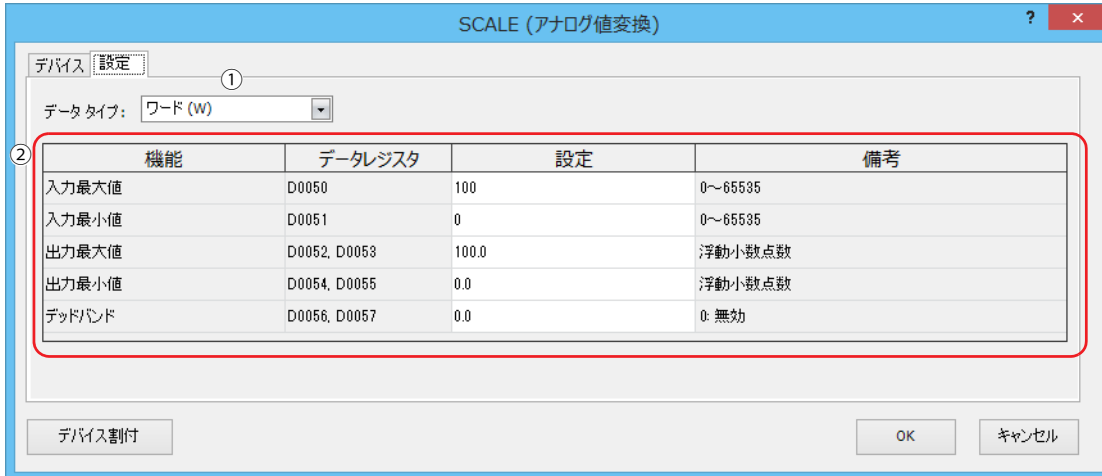 SCALE (アナログ値変換) ? ×
デバイス 設定
①
データ タイプ: ワード (W)
②
機能 データレジスタ 設定 備考
入力最大値 D0050 100 0～65535
入力最小値 D0051 0 0～65535
出力最大値 D0052, D0053 100.0 浮動小数点数
出力最小値 D0054, D0055 0.0 浮動小数点数
デッドバンド D0056, D0057 0.0 0: 無効
デバイス割付 OK キャンセル